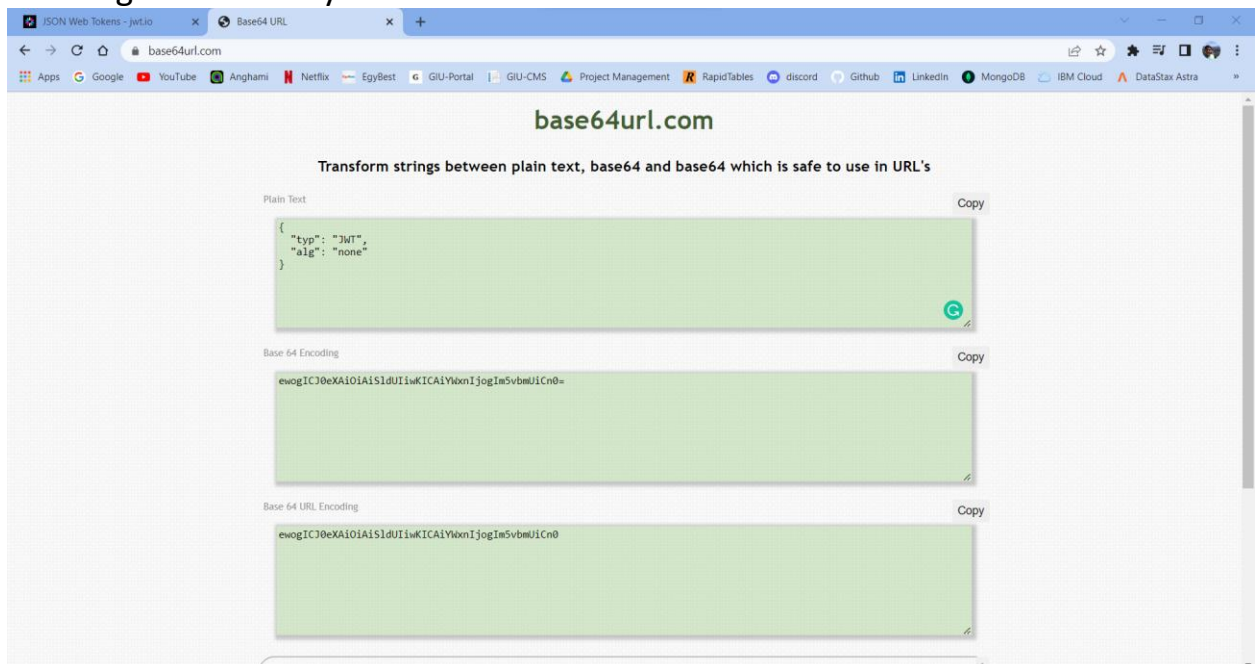 JSON Web Tokens - jwt.io
Base64 URL
base64url.com
Apps Google YouTube Anghami Netflix EgyBest GIU-Portal GIU-CMS Project Management RapidTables discord Github LinkedIn MongoDB IBM Cloud DataStax Astra »
base64url.com
Transform strings between plain text, base64 and base64 which is safe to use in URL's
Plain Text
Copy
{
"typ": "JWT",
"alg": "none"
}
Base 64 Encoding
Copy
ewogICJ0eXAiOiAiSldUIiwKICAiYWxnIjogIm5vbmUiCn0=
Base 64 URL Encoding
Copy
ewogICJ0eXAiOiAiSldUIiwKICAiYWxnIjogIm5vbmUiCn0